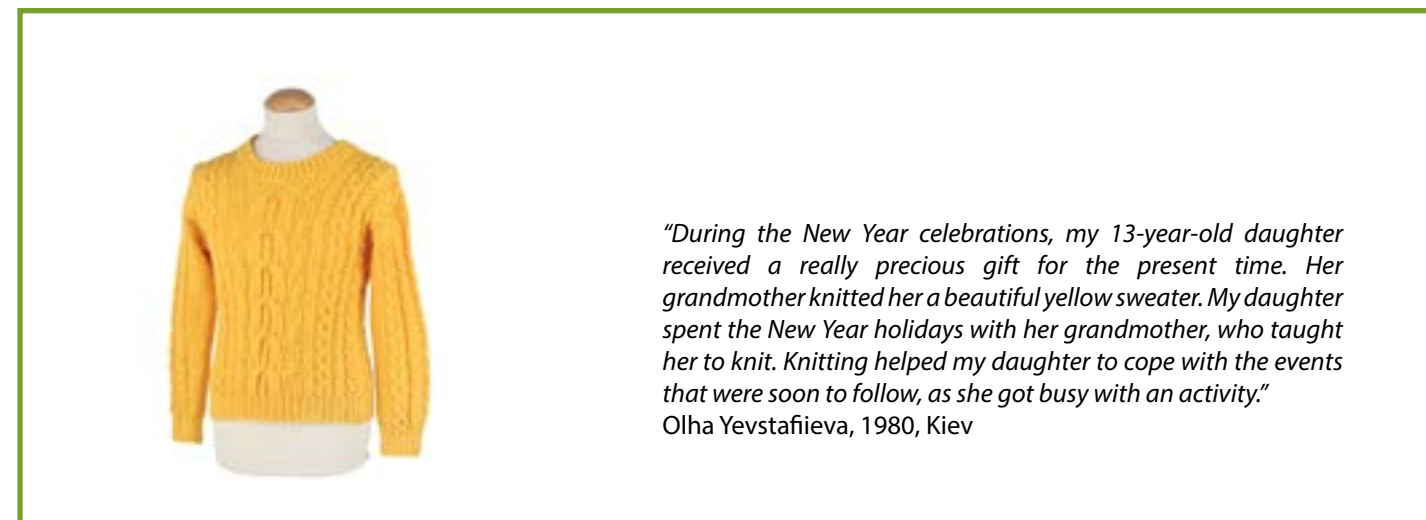 “During the New Year celebrations, my 13-year-old daughter
received a really precious gift for the present time. Her
grandmother knitted her a beautiful yellow sweater. My daughter
spent the New Year holidays with her grandmother, who taught
her to knit. Knitting helped my daughter to cope with the events
that were soon to follow, as she got busy with an activity.”
Olha Yevstafiieva, 1980, Kiev